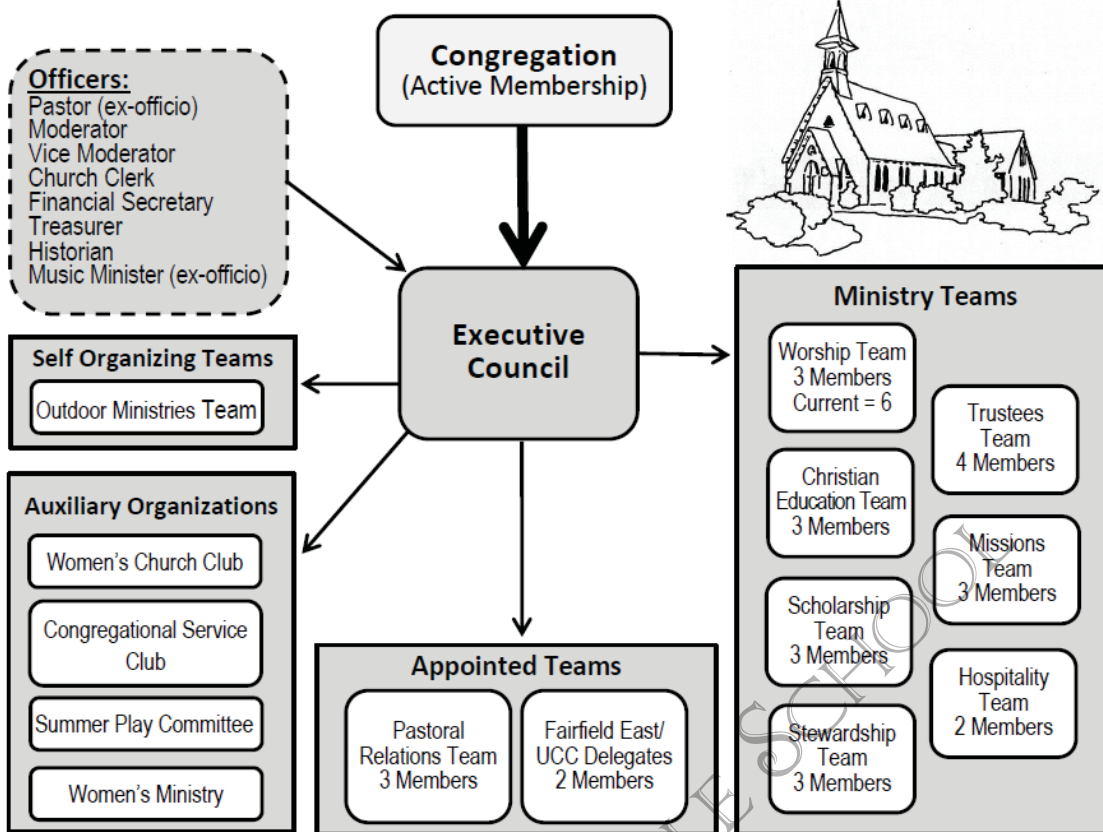 Officers:
Pastor (ex-officio)
Moderator
Vice Moderator
Church Clerk
Financial Secretary
Treasurer
Historian
Music Minister (ex-officio)
Congregation
(Active Membership)
Executive
Council
Self Organizing Teams
Outdoor Ministries Team
Auxiliary Organizations
Women's Church Club
Congregational Service
Club
Summer Play Committee
Women's Ministry
Appointed Teams
Pastoral
Relations Team
3 Members
Fairfield East/
UCC Delegates
2 Members
Ministry Teams
Worship Team
3 Members
Current = 6
Christian
Education Team
3 Members
Scholarship
Team
3 Members
Stewardship
Team
3 Members
Trustees
Team
4 Members
Missions
Team
3 Members
Hospitality
Team
2 Members
SCHOOL